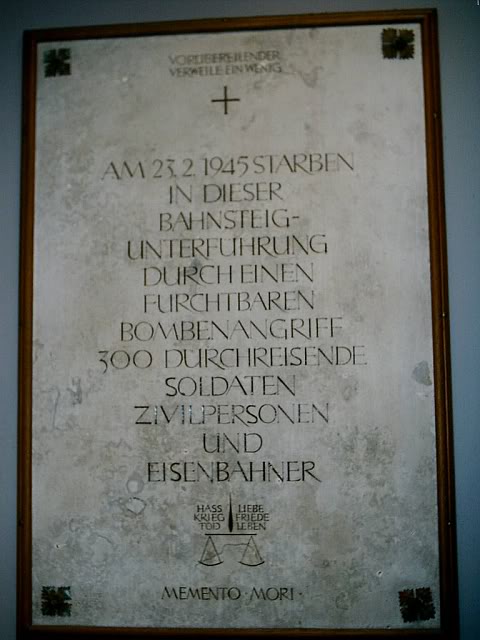 VORÜBEREILENDER
VERWEILE EIN WENIG
AM 23.2.1945 STARBEN
IN DIESER
BAHNSTEIG-
UNTERFÜHRUNG
DURCH EINEN
FURCHTBAREN
BOMBENANGRIFF
300 DURCHREISENDE
SOLDATEN
ZIVILPERSONEN
UND
EISENBAHNER
HASS LIEBE
KRIEG FRIEDE
TOD LEBEN
MEMENTO · MORI ·